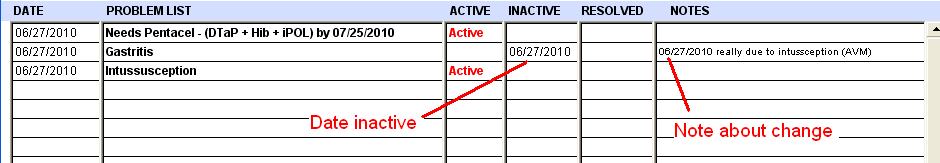 DATE PROBLEM LIST ACTIVE INACTIVE RESOLVED NOTES
06/27/2010 Needs Pentacel - (DTaP + Hib + iPOL) by 07/25/2010 Active
06/27/2010 Gastritis 06/27/2010 06/27/2010 really due to intussception (AVM)
06/27/2010 Intussusception Active
Date inactive
Note about change